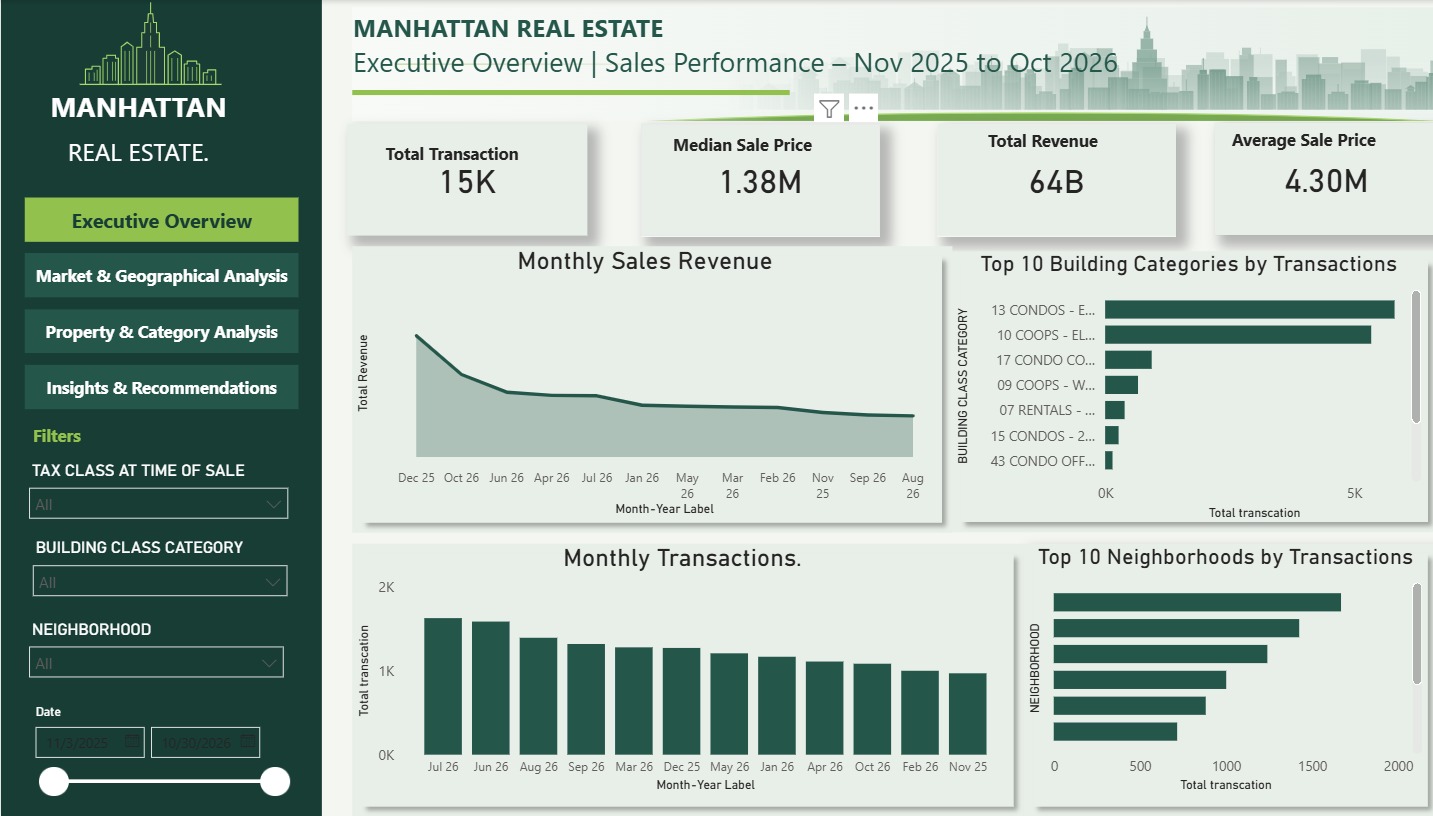 MANHATTAN
REAL ESTATE.
Executive Overview
Market & Geographical Analysis
Property & Category Analysis
Insights & Recommendations
Filters
TAX CLASS AT TIME OF SALE
All
BUILDING CLASS CATEGORY
All
NEIGHBORHOOD
All
Date
11/3/2025
10/30/2026
MANHATTAN REAL ESTATE
Executive Overview | Sales Performance – Nov 2025 to Oct 2026
Total Transaction
15K
Median Sale Price
1.38M
Total Revenue
64B
Average Sale Price
4.30M
Monthly Sales Revenue
Total Revenue
Dec 25 Oct 26 Jun 26 Apr 26 Jul 26 Jan 26 May 26 Mar 26 Feb 26 Nov 25 Sep 26 Aug 26
Month-Year Label
Top 10 Building Categories by Transactions
BUILDING CLASS CATEGORY
13 CONDOS - E...
10 COOPS - EL...
17 CONDO CO...
09 COOPS - W...
07 RENTALS - ...
15 CONDOS - 2...
43 CONDO OFF...
0K 5K
Total transcation
Monthly Transactions.
Total transcation
2K
1K
0K
Jul 26 Jun 26 Aug 26 Sep 26 Mar 26 Dec 25 May 26 Jan 26 Apr 26 Oct 26 Feb 26 Nov 25
Month-Year Label
Top 10 Neighborhoods by Transactions
NEIGHBORHOOD
0 500 1000 1500 2000
Total transcation